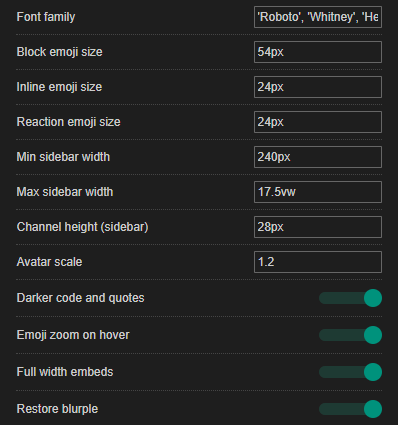 Font family 'Roboto', 'Whitney', 'He
Block emoji size 54px
Inline emoji size 24px
Reaction emoji size 24px
Min sidebar width 240px
Max sidebar width 17.5vw
Channel height (sidebar) 28px
Avatar scale 1.2
Darker code and quotes
Emoji zoom on hover
Full width embeds
Restore blurple